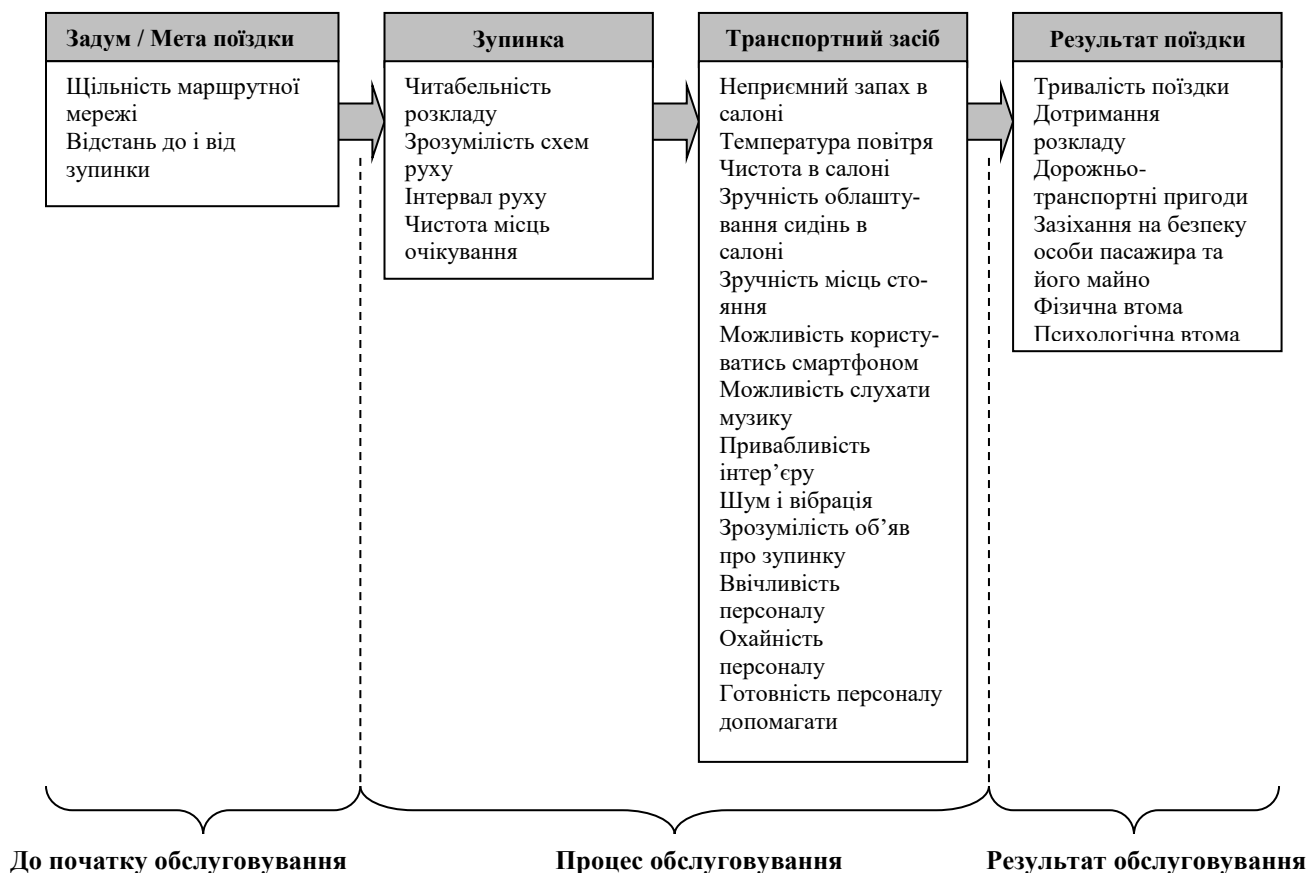 Задум / Мета поїздки
Щільність маршрутної
мережі
Відстань до і від
зупинки
Зупинка
Читабельність
розкладу
Зрозумілість схем
руху
Інтервал руху
Чистота місць
очікування
Транспортний засіб
Неприємний запах в
салоні
Температура повітря
Чистота в салоні
Зручність облашту-
вання сидінь в
салоні
Зручність місць сто-
яння
Можливість користу-
ватись смартфоном
Можливість слухати
музику
Привабливість
інтер’єру
Шум і вібрація
Зрозумілість об’яв
про зупинку
Ввічливість
персоналу
Охайність
персоналу
Готовність персоналу
допомагати
Результат поїздки
Тривалість поїздки
Дотримання
розкладу
Дорожньо-
транспортні пригоди
Зазіхання на безпеку
особи пасажира та
його майно
Фізична втома
Психологічна втома
До початку обслуговування
Процес обслуговування
Результат обслуговування